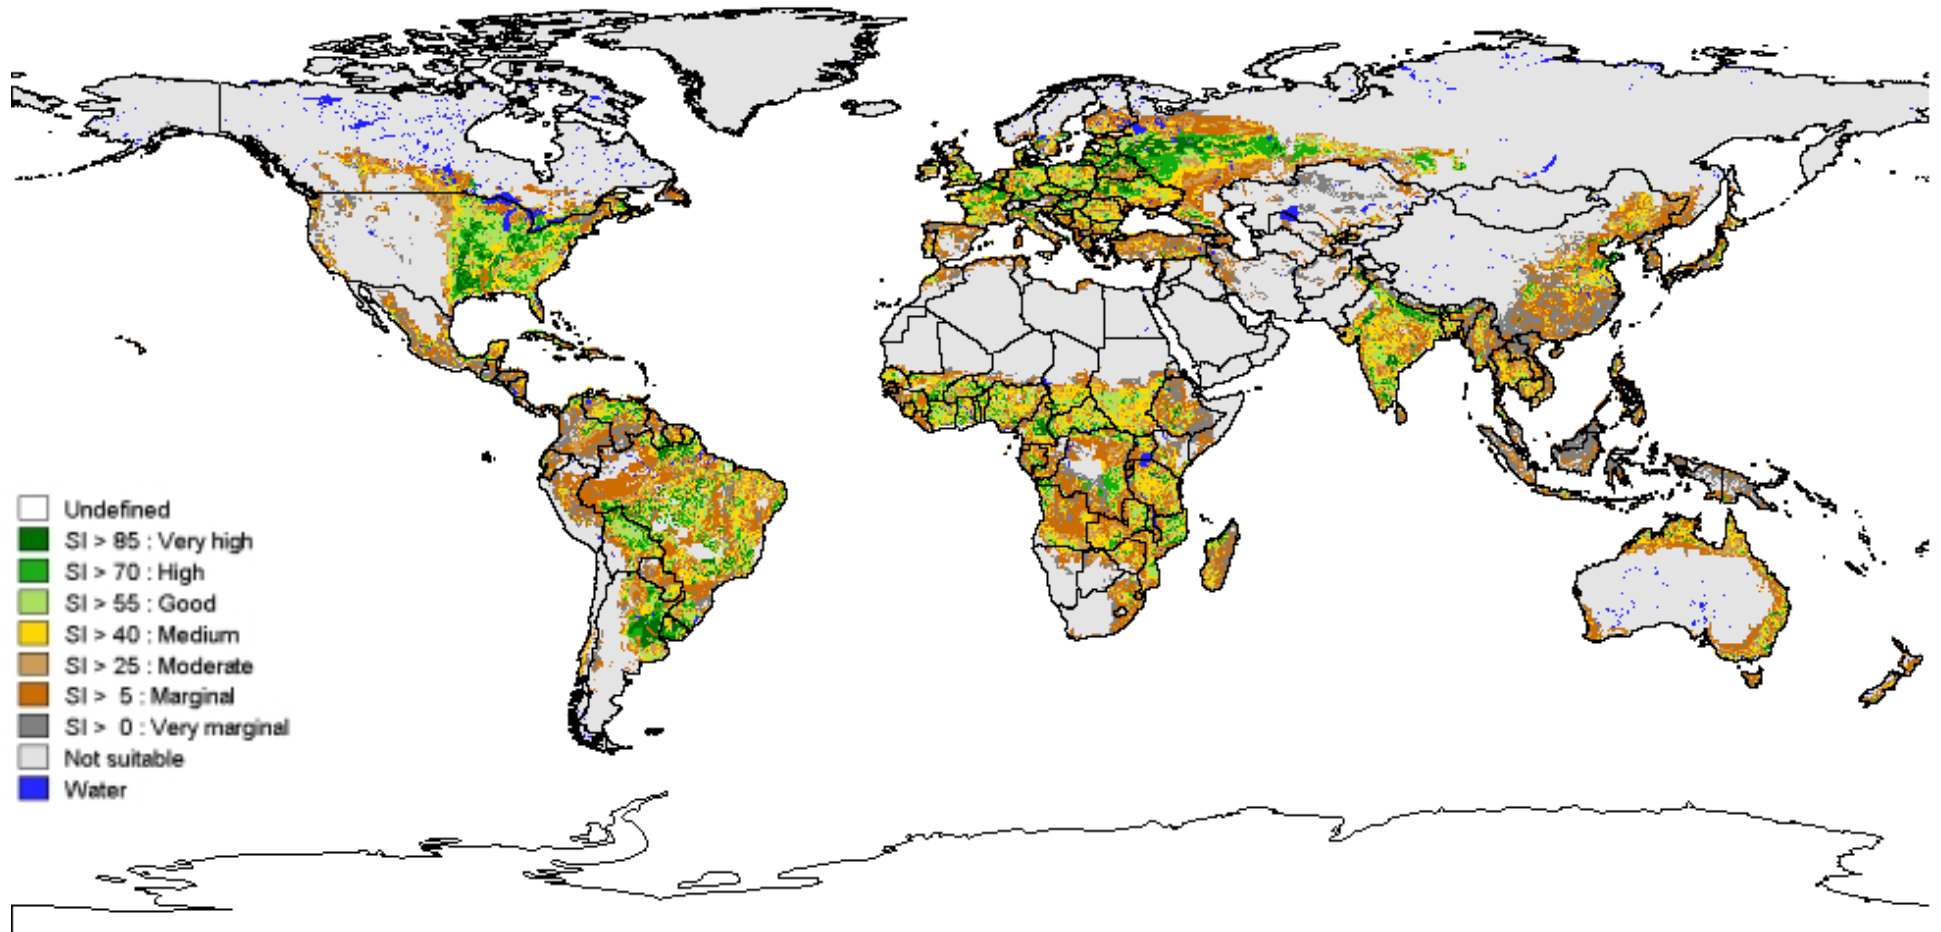 Undefined
SI > 85 : Very high
SI > 70 : High
SI > 55 : Good
SI > 40 : Medium
SI > 25 : Moderate
SI > 5 : Marginal
SI > 0 : Very marginal
Not suitable
Water